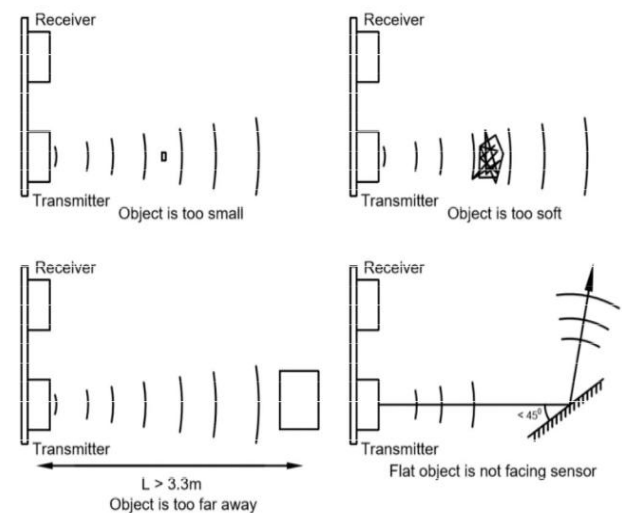 Receiver
Transmitter
Object is too small
Receiver
Transmitter
Object is too soft
Receiver
Transmitter
L > 3.3m
Object is too far away
Receiver
< 45⁰
Transmitter
Flat object is not facing sensor